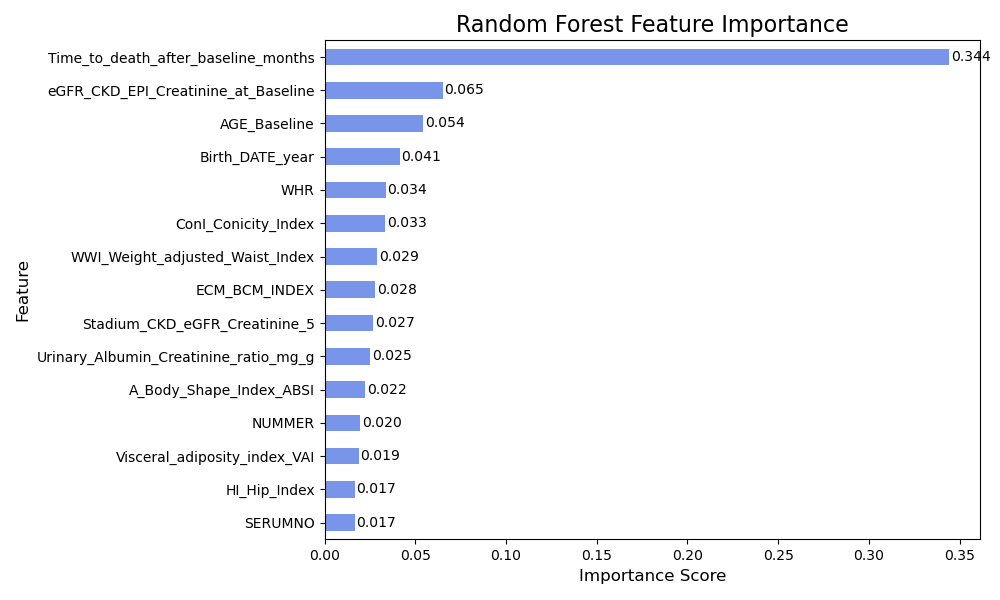 Random Forest Feature Importance
Time_to_death_after_baseline_months 0.344
eGFR_CKD_EPI_Creatinine_at_Baseline 0.065
AGE_Baseline 0.054
Birth_DATE_year 0.041
WHR 0.034
ConI_Conicity_Index 0.033
WWI_Weight_adjusted_Waist_Index 0.029
ECM_BCM_INDEX 0.028
Stadium_CKD_eGFR_Creatinine_5 0.027
Urinary_Albumin_Creatinine_ratio_mg_g 0.025
A_Body_Shape_Index_ABSI 0.022
NUMMER 0.020
Visceral_adiposity_index_VAI 0.019
HI_Hip_Index 0.017
SERUMNO 0.017
Feature
0.00 0.05 0.10 0.15 0.20 0.25 0.30 0.35
Importance Score